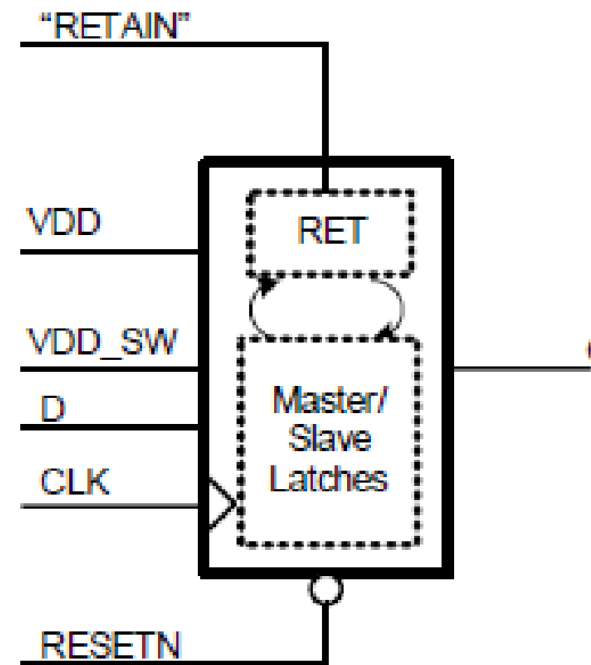 “RETAIN”
VDD
RET
VDD_SW
D
Master/
Slave
Latches
CLK
RESETN